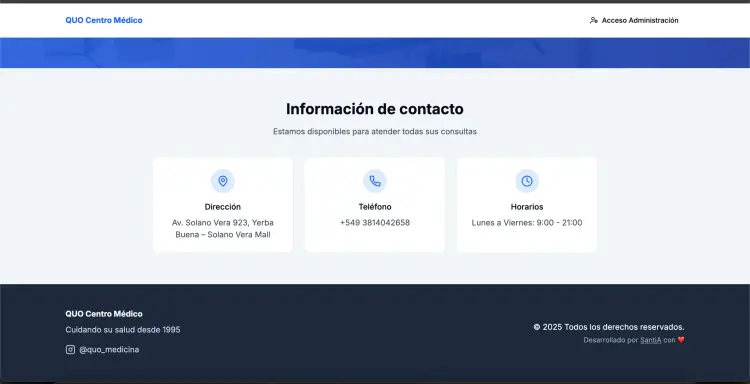 QUO Centro Médico
Acceso Administración
Información de contacto
Estamos disponibles para atender todas sus consultas
Dirección
Av. Solano Vera 923, Yerba
Buena – Solano Vera Mall
Teléfono
+549 3814042658
Horarios
Lunes a Viernes: 9:00 - 21:00
QUO Centro Médico
Cuidando su salud desde 1995
@quo_medicina
© 2025 Todos los derechos reservados.
Desarrollado por SantIA con ❤️